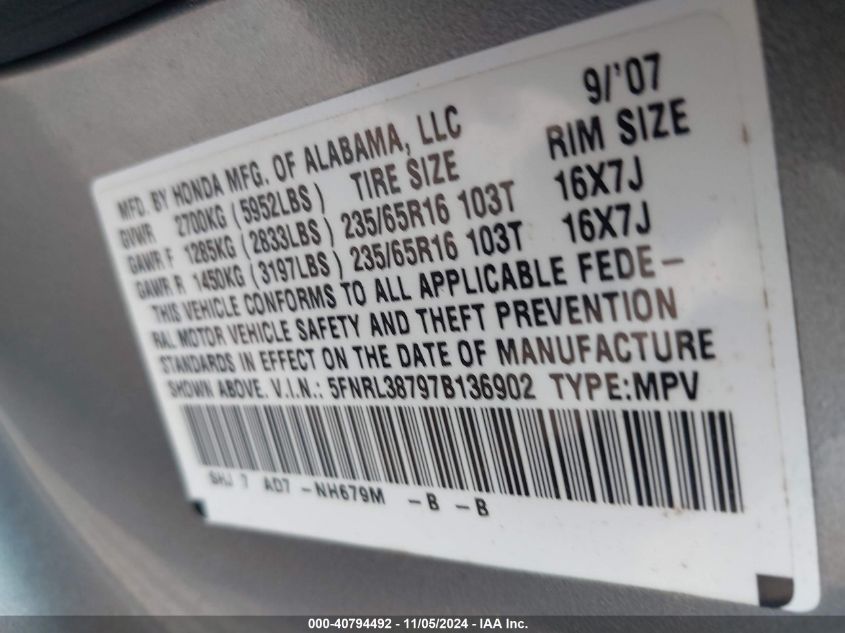 9/'07
MFD. BY HONDA MFG. OF ALABAMA, LLC
GVWR 2700KG (5952LBS) TIRE SIZE RIM SIZE
GAWR F 1285KG (2833LBS) 235/65R16 103T 16X7J
GAWR R 1450KG (3197LBS) 235/65R16 103T 16X7J
THIS VEHICLE CONFORMS TO ALL APPLICABLE FEDE-
RAL MOTOR VEHICLE SAFETY AND THEFT PREVENTION
STANDARDS IN EFFECT ON THE DATE OF MANUFACTURE
SHOWN ABOVE. V.I.N.: 5FNRL38797B136902 TYPE:MPV
SHJ 7 AD7 -NH679M -B -B
000-40794492 - 11/05/2024 - IAA Inc.